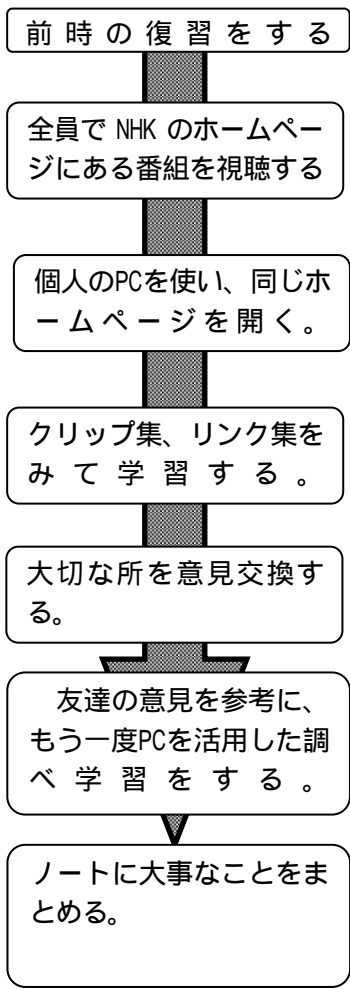 前時の復習をする
全員で NHK のホームペー
ジにある番組を視聴する
個人のPCを使い、同じホ
ームページを開く。
クリップ集、リンク集を
みて学習する。
大切な所を意見交換す
る。
友達の意見を参考に、
もう一度PCを活用した調
べ学習をする。
ノートに大事なことをま
とめる。